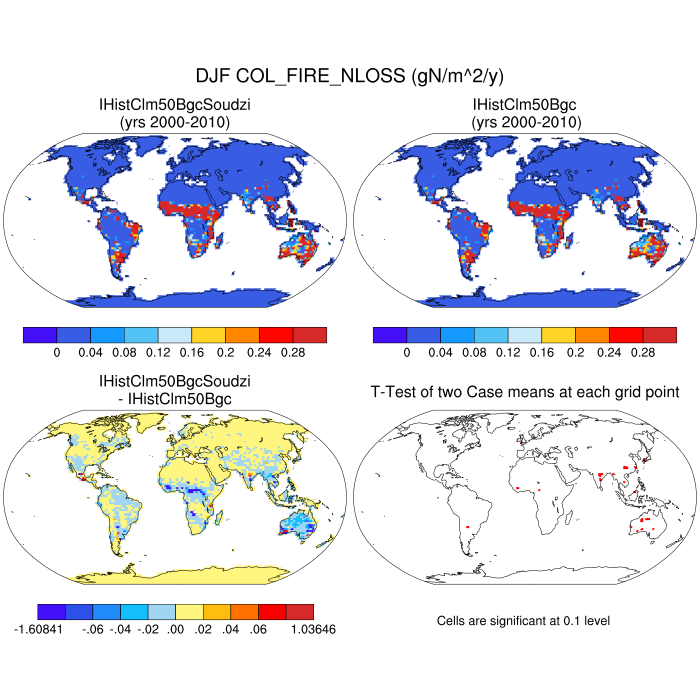 DJF COL_FIRE_NLOSS (gN/m^2/y)
IHistClm50BgcSoudzi
(yrs 2000-2010)
IHistClm50Bgc
(yrs 2000-2010)
0 0.04 0.08 0.12 0.16 0.2 0.24 0.28
0 0.04 0.08 0.12 0.16 0.2 0.24 0.28
IHistClm50BgcSoudzi
- IHistClm50Bgc
T-Test of two Case means at each grid point
-1.60841 -.06 -.04 -.02 .00 .02 .04 .06 1.03646
Cells are significant at 0.1 level